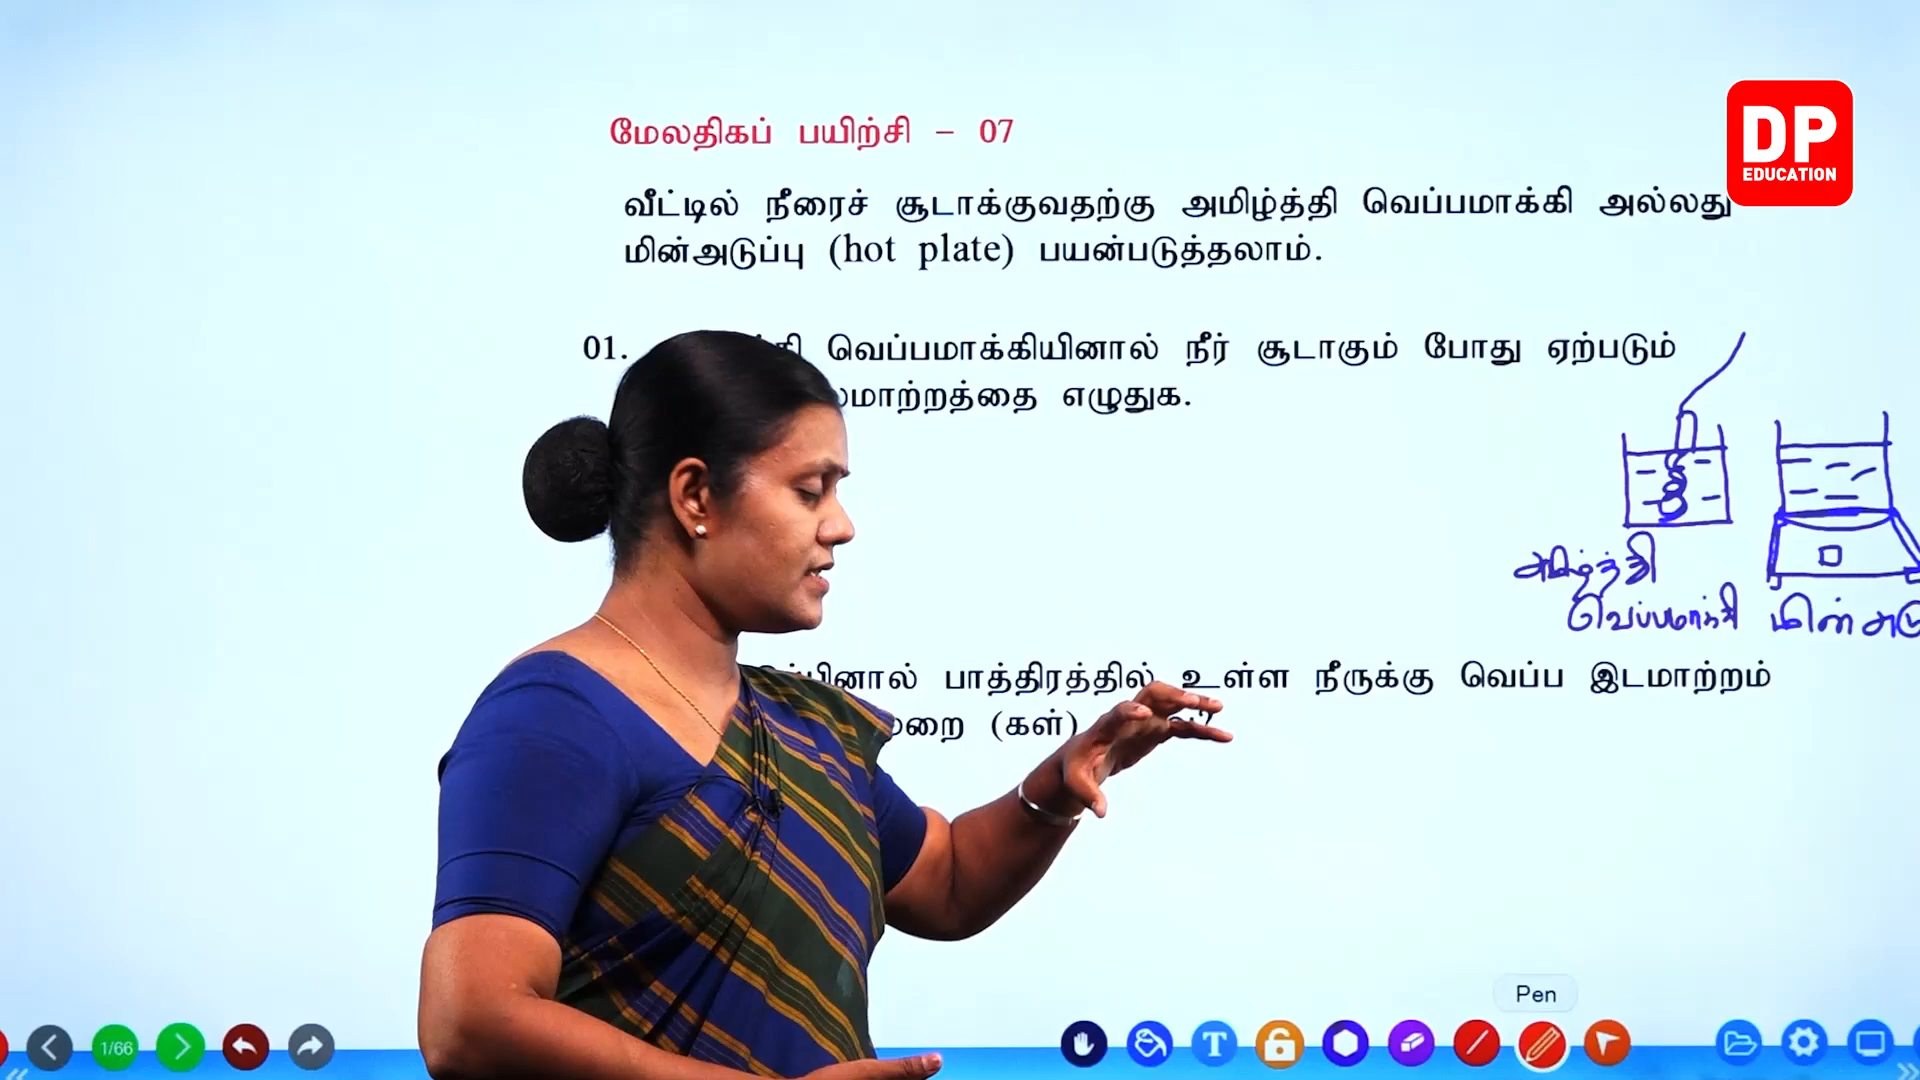 DP
EDUCATION
மேலதிகப் பயிற்சி – 07
வீட்டில் நீரைச் சூடாக்குவதற்கு அமிழ்த்தி வெப்பமாக்கி அல்லது
மின்அடுப்பு (hot plate) பயன்படுத்தலாம்.
01. வெப்பமாக்கியினால் நீர் சூடாகும் போது ஏற்படும்
எழுதுக.
அமிழ்த்தி
வெப்பமாக்கி
பாத்திரத்தில் உள்ள நீருக்கு வெப்ப இடமாற்றம்
(கள்)
Pen
1/66
T